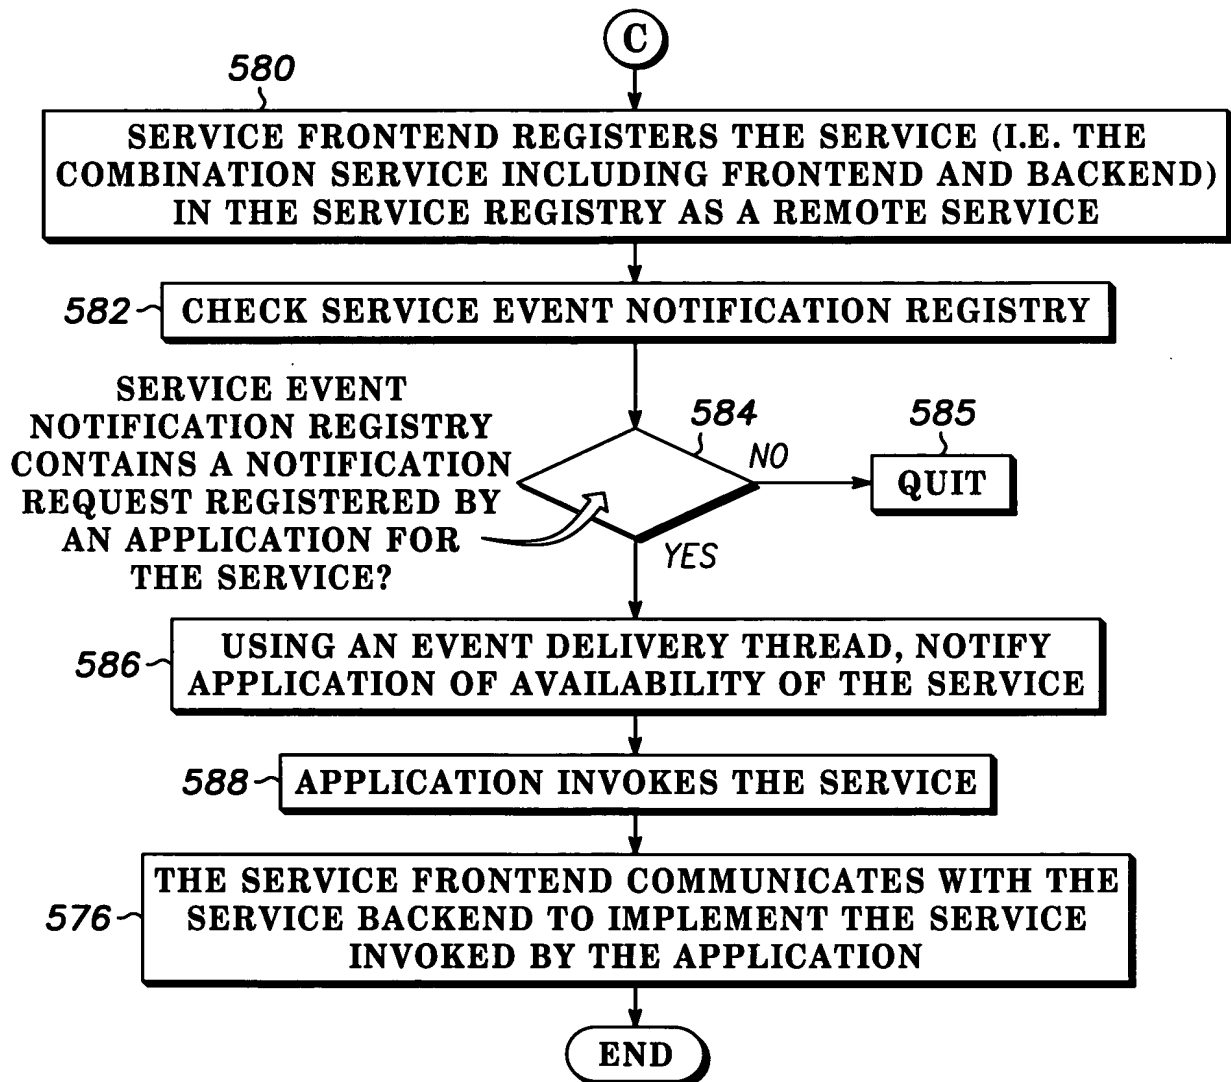 C
580
SERVICE FRONTEND REGISTERS THE SERVICE (I.E. THE
COMBINATION SERVICE INCLUDING FRONTEND AND BACKEND)
IN THE SERVICE REGISTRY AS A REMOTE SERVICE
582
CHECK SERVICE EVENT NOTIFICATION REGISTRY
SERVICE EVENT
NOTIFICATION REGISTRY
CONTAINS A NOTIFICATION
REQUEST REGISTERED BY
AN APPLICATION FOR
THE SERVICE?
584
NO
585
QUIT
YES
586
USING AN EVENT DELIVERY THREAD, NOTIFY
APPLICATION OF AVAILABILITY OF THE SERVICE
588
APPLICATION INVOKES THE SERVICE
576
THE SERVICE FRONTEND COMMUNICATES WITH THE
SERVICE BACKEND TO IMPLEMENT THE SERVICE
INVOKED BY THE APPLICATION
END